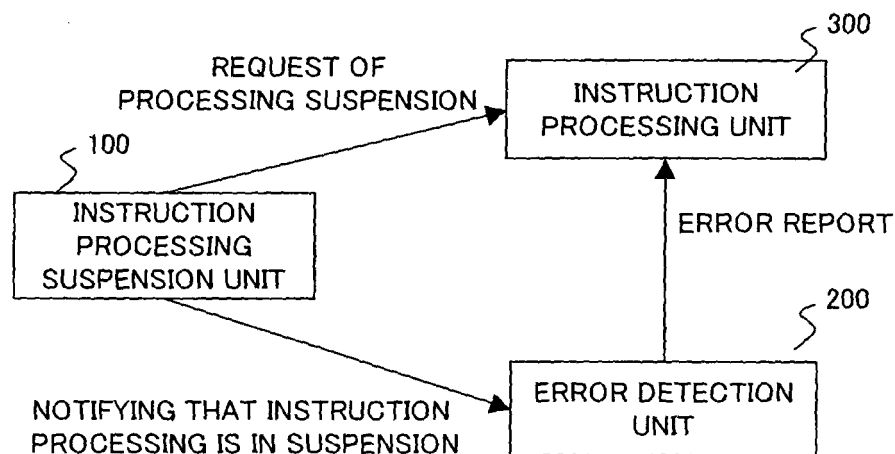 300
REQUEST OF
PROCESSING SUSPENSION
INSTRUCTION
PROCESSING UNIT
100
INSTRUCTION
PROCESSING
SUSPENSION UNIT
ERROR REPORT
200
NOTIFYING THAT INSTRUCTION
PROCESSING IS IN SUSPENSION
ERROR DETECTION
UNIT